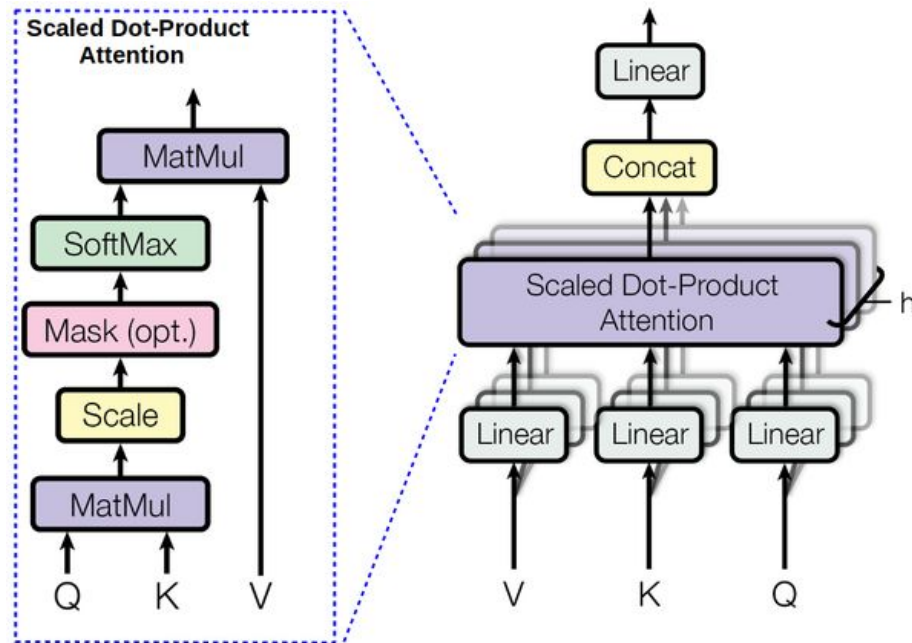 Scaled Dot-Product
Attention
MatMul
SoftMax
Mask (opt.)
Scale
MatMul
Q K V
Linear
Concat
Scaled Dot-Product
Attention
h
Linear Linear Linear
V K Q